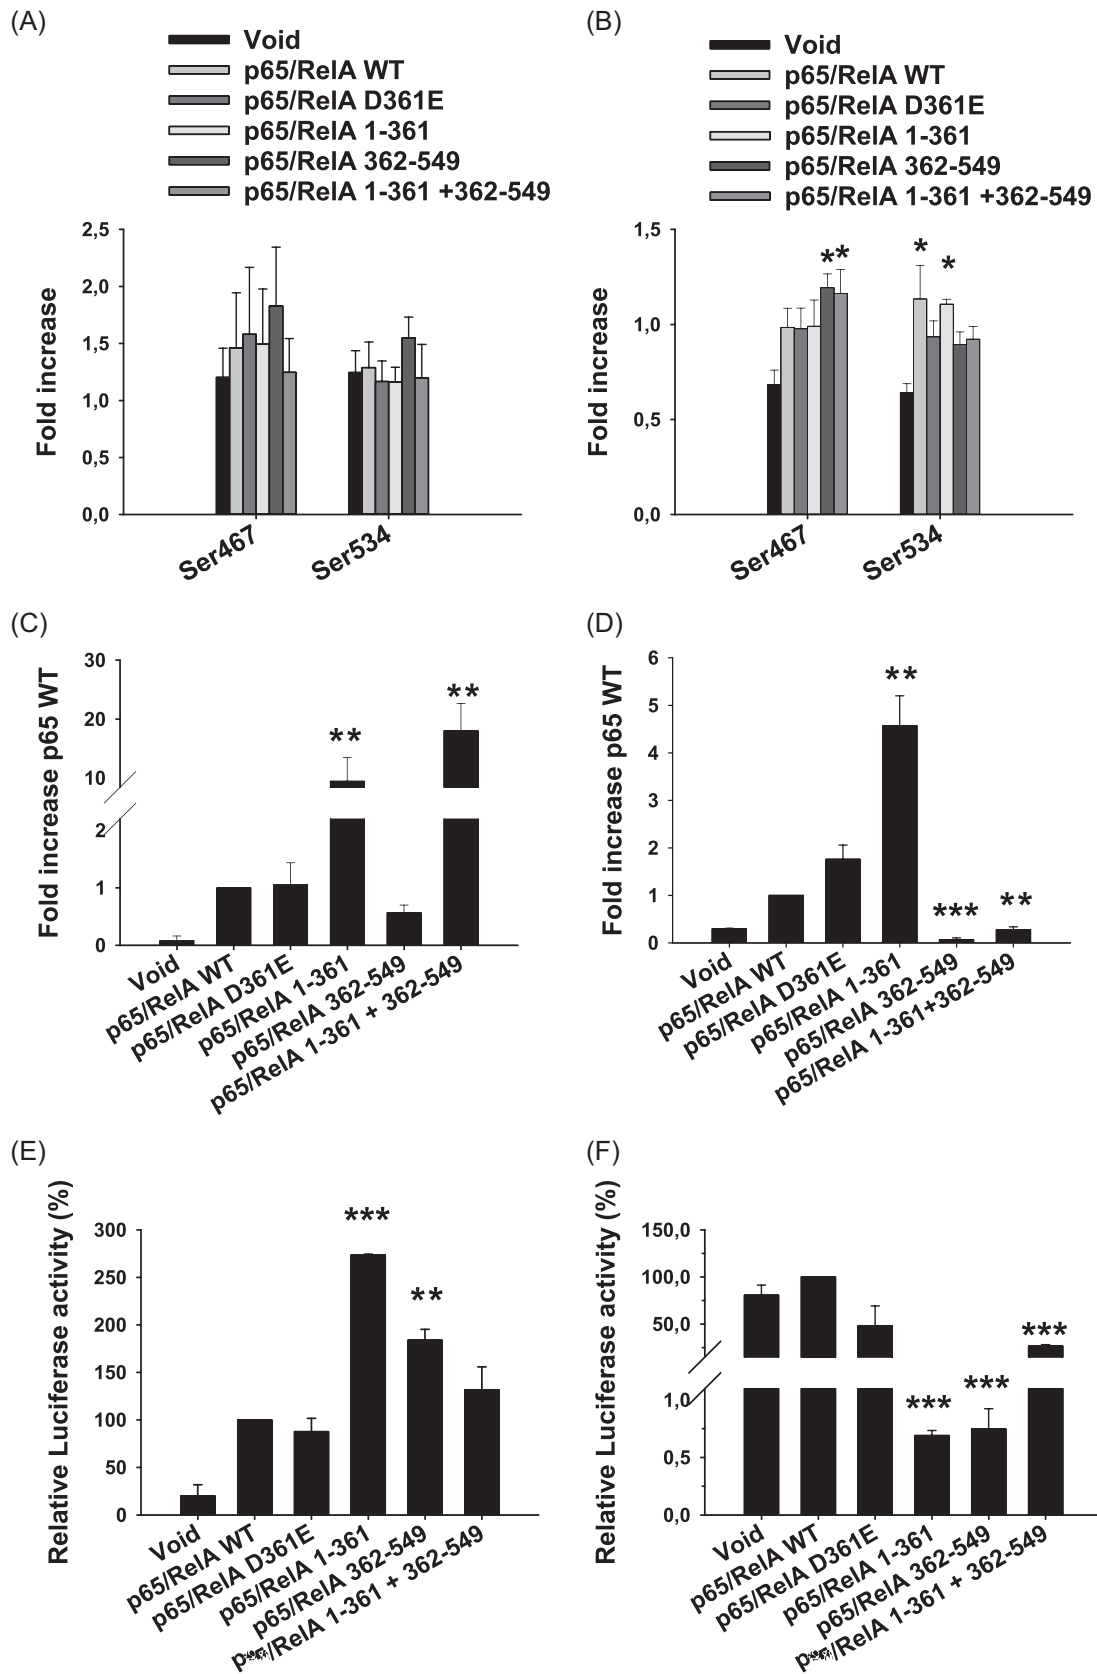 (A)
Void
p65/RelA WT
p65/RelA D361E
p65/RelA 1-361
p65/RelA 362-549
p65/RelA 1-361 +362-549
Fold increase
2,5
2,0
1,5
1,0
0,5
0,0
Ser467
Ser534
(B)
Void
p65/RelA WT
p65/RelA D361E
p65/RelA 1-361
p65/RelA 362-549
p65/RelA 1-361 +362-549
Fold increase
1,5
1,0
0,5
0,0
**
*
*
Ser467
Ser534
(C)
Fold increase p65 WT
30
20
10
2
1
0
**
**
Void
p65/RelA WT
p65/RelA D361E
p65/RelA 1-361
p65/RelA 362-549
p65/RelA 1-361 + 362-549
(D)
Fold increase p65 WT
6
5
4
3
2
1
0
**
***
**
Void
p65/RelA WT
p65/RelA D361E
p65/RelA 1-361
p65/RelA 362-549
p65/RelA 1-361+362-549
(E)
Relative Luciferase activity (%)
300
250
200
150
100
50
0
***
**
Void
p65/RelA WT
p65/RelA D361E
p65/RelA 1-361
p65/RelA 362-549
/RelA 1-361 + 362-549
(F)
Relative Luciferase activity (%)
150,0
100,0
50,0
1,0
0,5
0,0
***
***
***
Void
p65/RelA WT
p65/RelA D361E
p65/RelA 1-361
p65/RelA 362-549
/RelA 1-361 + 362-549